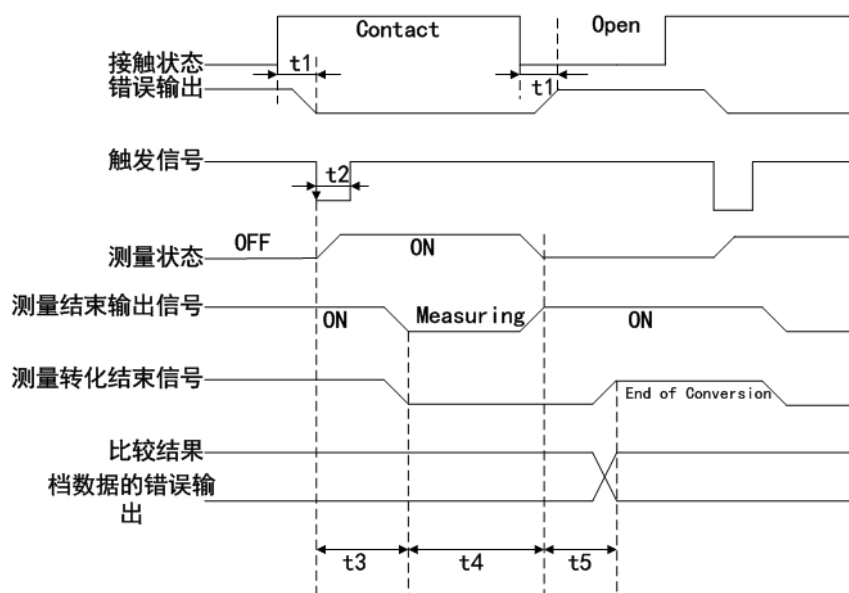 Contact
Open
接触状态
t1
t1
错误输出
触发信号
t2
测量状态
OFF
ON
测量结束输出信号
ON
Measuring
ON
测量转化结束信号
End of Conversion
比较结果
档数据的错误输
出
t3
t4
t5